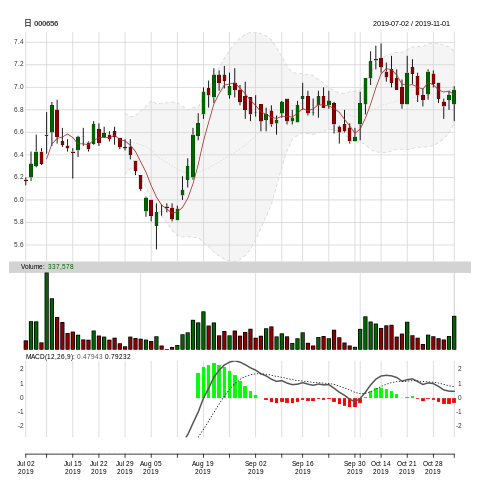 日 000656
2019-07-02 / 2019-11-01
7.4
7.2
7.0
6.8
6.6
6.4
6.2
6.0
5.8
5.6
Volume: 337,578
MACD(12,26,9): 0.47943 0.79232
2 2
1 1
0 0
-1 -1
-2 -2
Jul 02 Jul 15 Jul 22 Jul 29 Aug 05 Aug 19 Sep 02 Sep 16 Sep 30 Oct 14 Oct 21 Oct 28
2019 2019 2019 2019 2019 2019 2019 2019 2019 2019 2019 2019